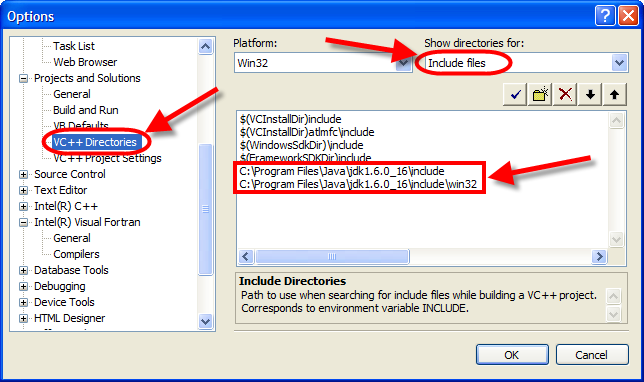 Options
Task List
Web Browser
Projects and Solutions
General
Build and Run
VB Defaults
VC++ Directories
VC++ Project Settings
Source Control
Text Editor
Intel(R) C++
Intel(R) Visual Fortran
General
Compilers
Database Tools
Debugging
Device Tools
HTML Designer
Platform:
Show directories for:
Win32
Include files
$(VCInstallDir)include
$(VCInstallDir)atlmfc\include
$(WindowsSdkDir)\include
$(FrameworkSDKDir)include
C:\Program Files\Java\jdk1.6.0_16\include
C:\Program Files\Java\jdk1.6.0_16\include\win32
Include Directories
Path to use when searching for include files while building a VC++ project.
Corresponds to environment variable INCLUDE.
OK
Cancel